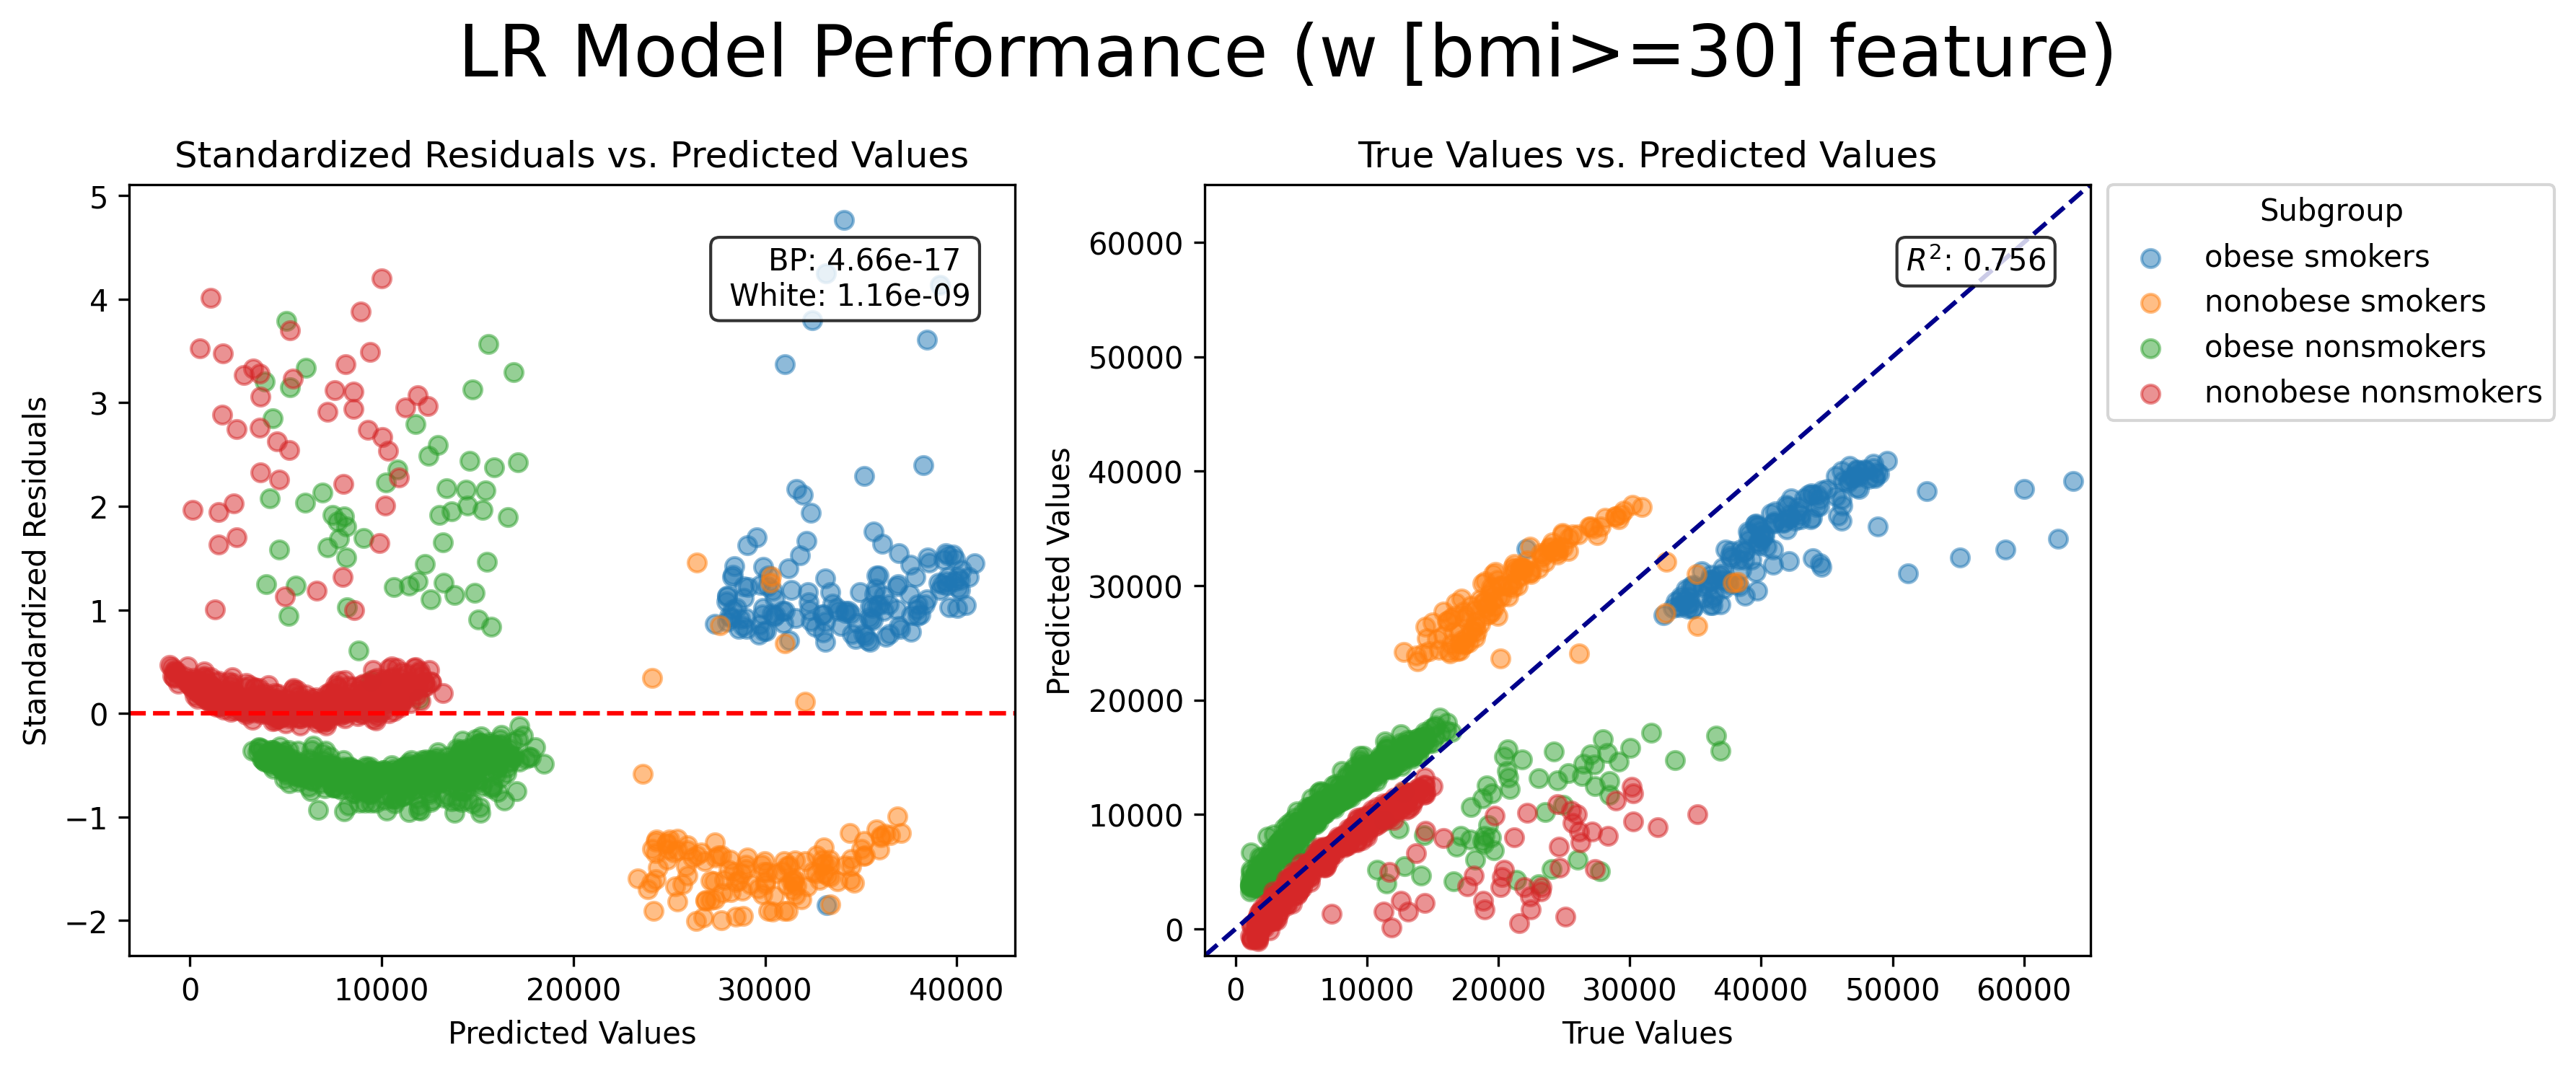 LR Model Performance (w [bmi>=30] feature)
Standardized Residuals vs. Predicted Values
5
4
3
2
1
0
−1
−2
Standardized Residuals
BP: 4.66e-17
White: 1.16e-09
0 10000 20000 30000 40000
Predicted Values
True Values vs. Predicted Values
60000
50000
40000
30000
20000
10000
0
Predicted Values
R²: 0.756
0 10000 20000 30000 40000 50000 60000
True Values
Subgroup
obese smokers
nonobese smokers
obese nonsmokers
nonobese nonsmokers